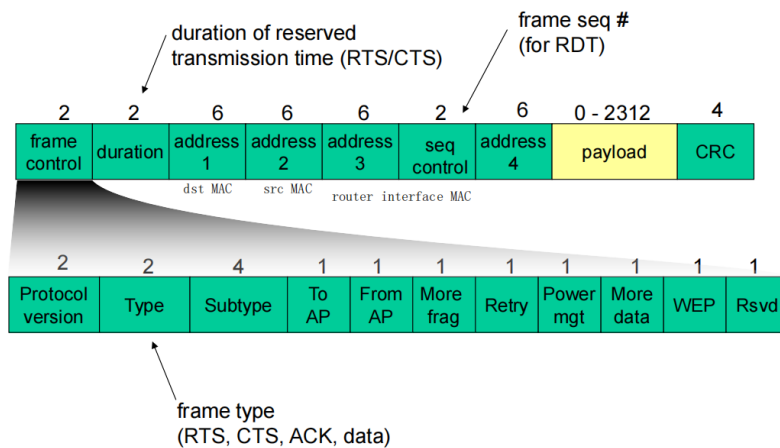 duration of reserved
transmission time (RTS/CTS)
frame seq #
(for RDT)
2 2 6 6 6 2 6 0 - 2312 4
frame
control
duration
address
1
address
2
address
3
seq
control
address
4
payload
CRC
dst MAC
src MAC
router interface MAC
2 2 4 1 1 1 1 1 1 1 1
Protocol
version
Type
Subtype
To
AP
From
AP
More
frag
Retry
Power
mgt
More
data
WEP
Rsvd
frame type
(RTS, CTS, ACK, data)